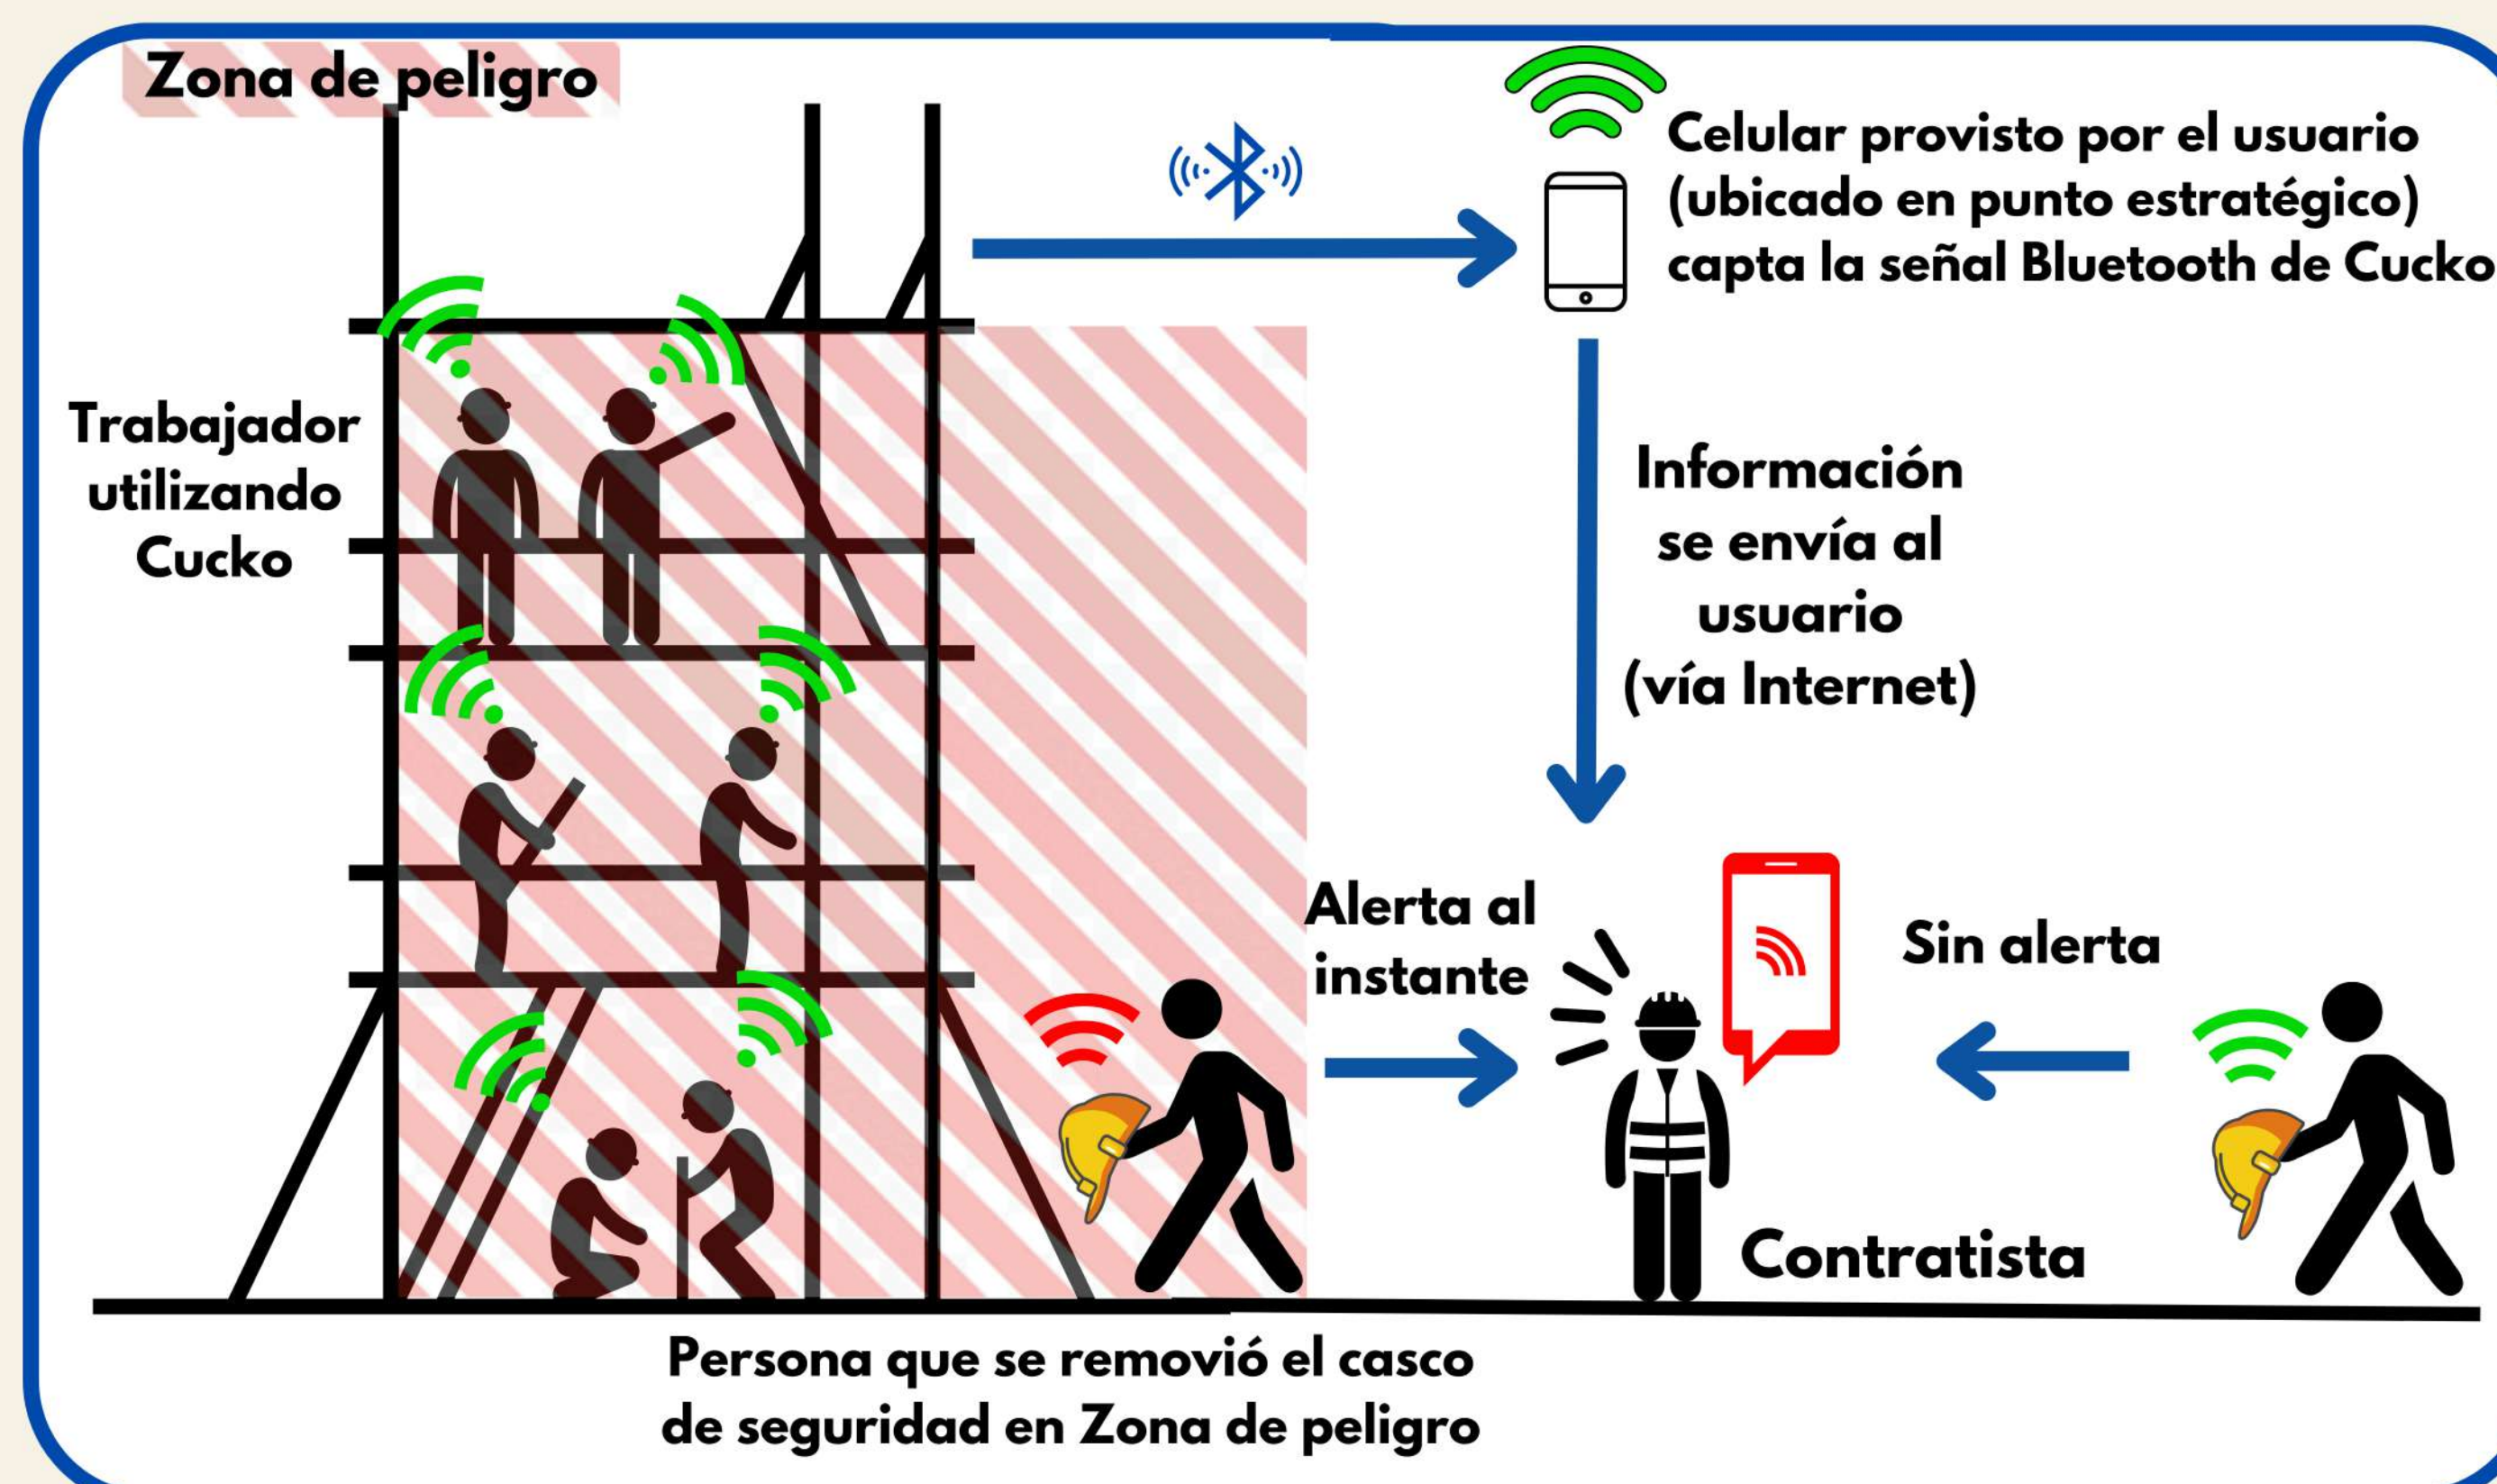 Zona de peligro
Celular provisto por el usuario
(ubicado en punto estratégico)
capta la señal Bluetooth de Cucko
Trabajador
utilizando
Cucko
Información
se envía al
usuario
(vía Internet)
Alerta al
instante
Sin alerta
Contratista
Persona que se removió el casco
de seguridad en Zona de peligro